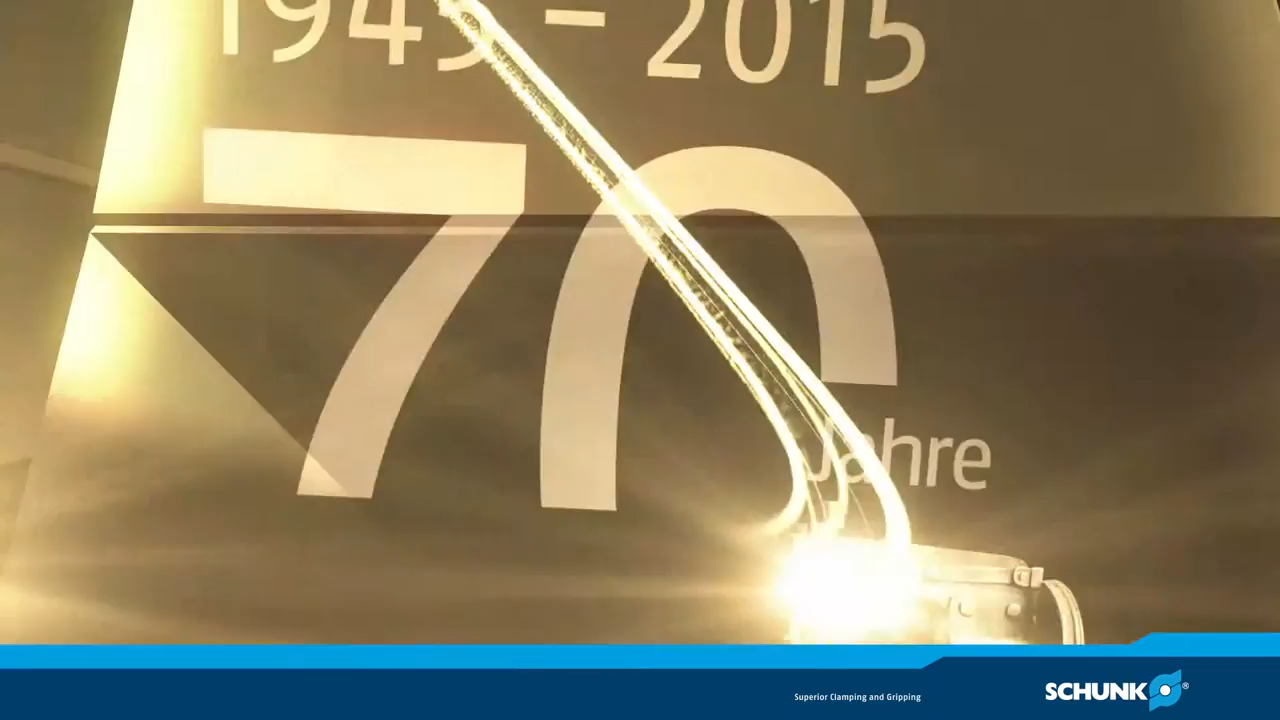 1945 – 2015
70
Jahre
Superior Clamping and Gripping
SCHUNK®